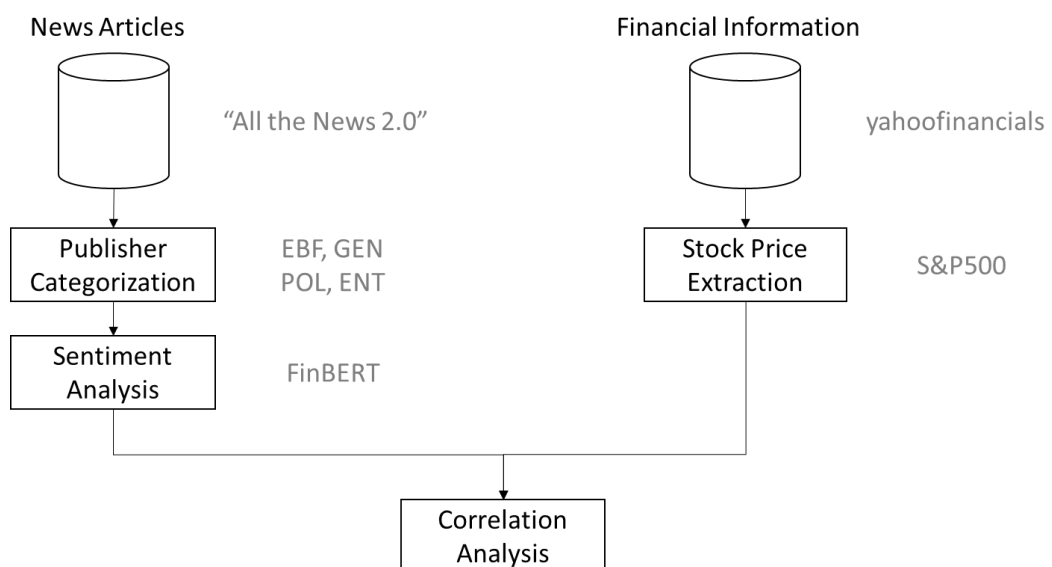 News Articles
Financial Information
“All the News 2.0”
yahoofinancials
Publisher
Categorization
EBF, GEN
POL, ENT
Stock Price
Extraction
S&P500
Sentiment
Analysis
FinBERT
Correlation
Analysis